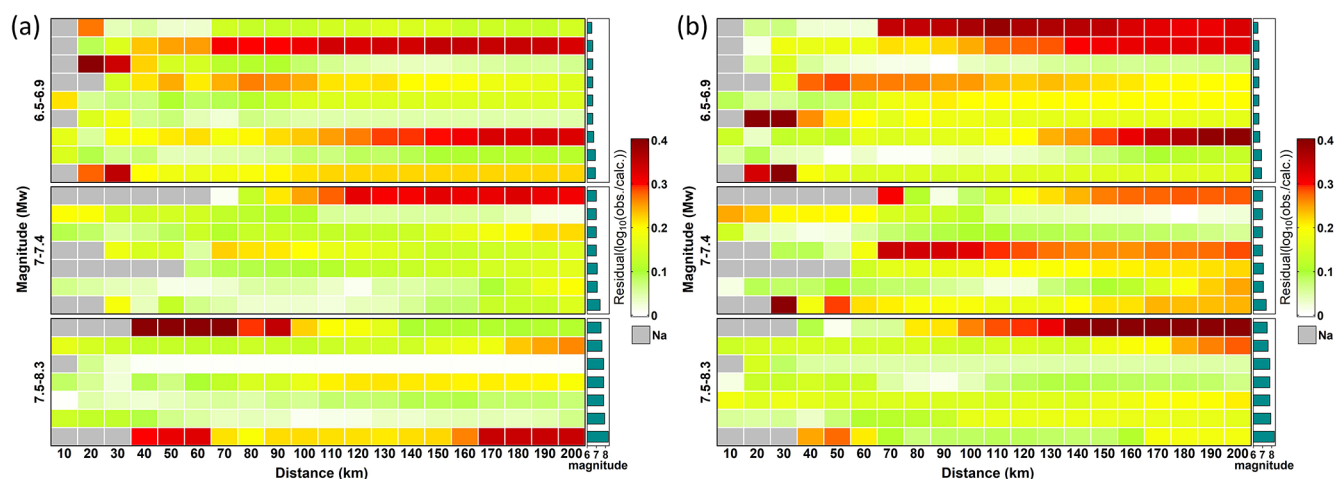 (a)
Magnitude (Mw)
6.5-6.9
7-7.4
7.5-8.3
10 20 30 40 50 60 70 80 90 100 110 120 130 140 150 160 170 180 190 200
Distance (km)
6 7 8
magnitude
0.4
0.3
0.2
0.1
0
Residual(log10(obs./calc.))
Na
(b)
Magnitude (Mw)
6.5-6.9
7-7.4
7.5-8.3
10 20 30 40 50 60 70 80 90 100 110 120 130 140 150 160 170 180 190 200
Distance (km)
6 7 8
magnitude
0.4
0.3
0.2
0.1
0
Residual(log10(obs./calc.))
Na